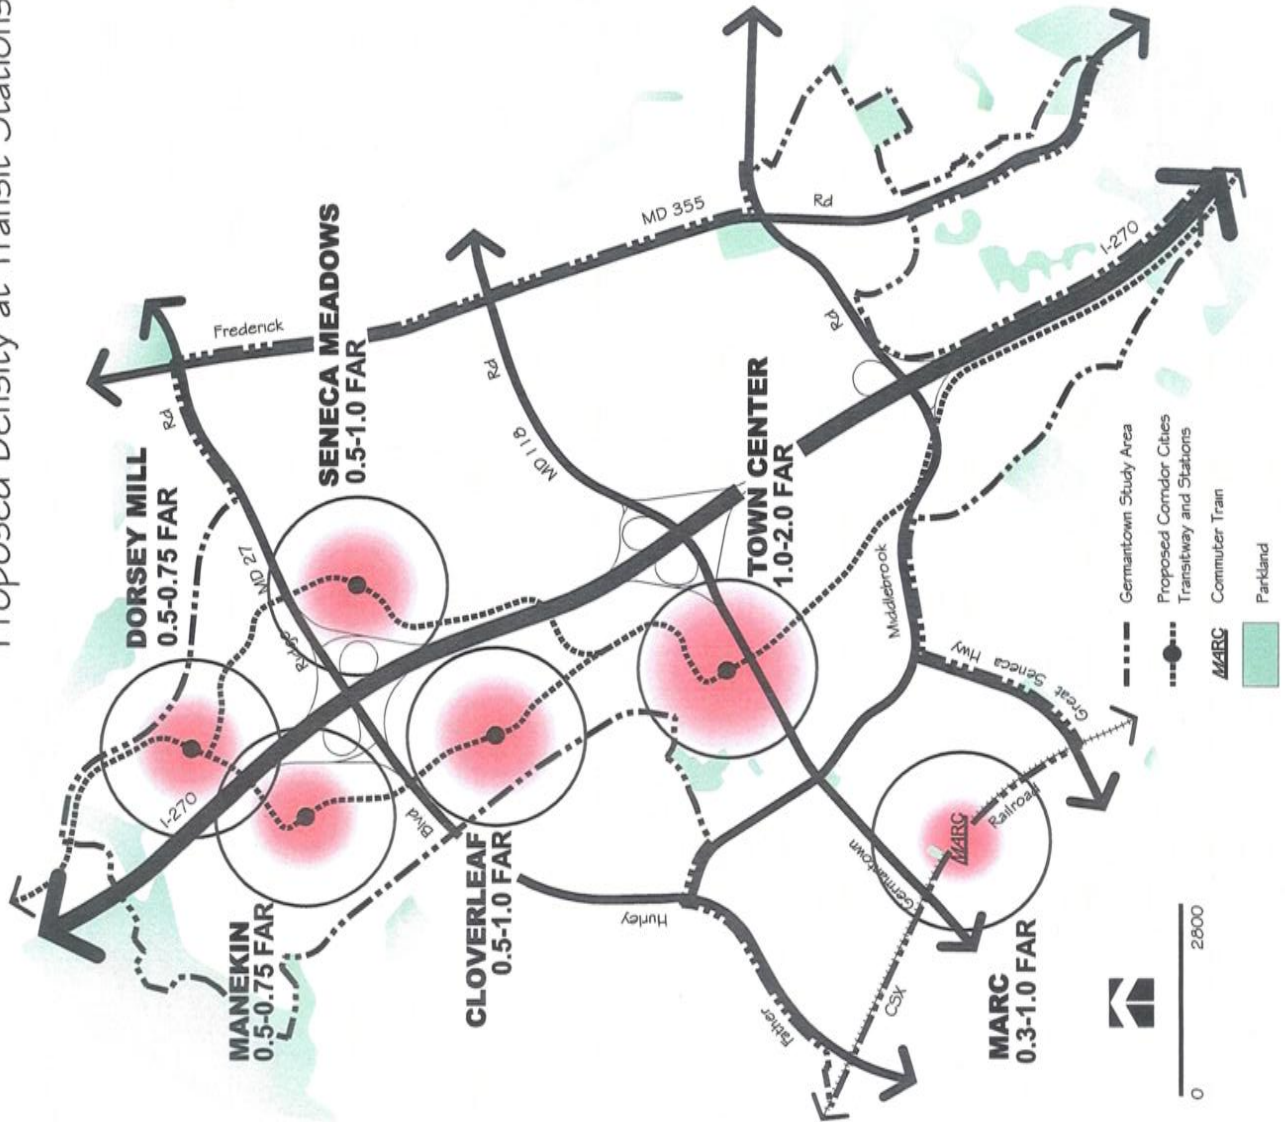 Proposed Density at Transit Stations
DORSEY MILL
0.5-0.75 FAR
SENECA MEADOWS
0.5-1.0 FAR
MANEKIN
0.5-0.75 FAR
CLOVERLEAF
0.5-1.0 FAR
TOWN CENTER
1.0-2.0 FAR
MARC
0.3-1.0 FAR
I-270
Frederick
Rd
MD 27
Ridge
Blvd
MD 355
Rd
MD 118
Rd
Rd
I-270
Middlebrook
Great Seneca Hwy
Germantown
MARC
Railroad
CSX
Father
Hurley
0 2800
Germantown Study Area
Proposed Corridor Cities
Transitway and Stations
MARC Commuter Train
Parkland